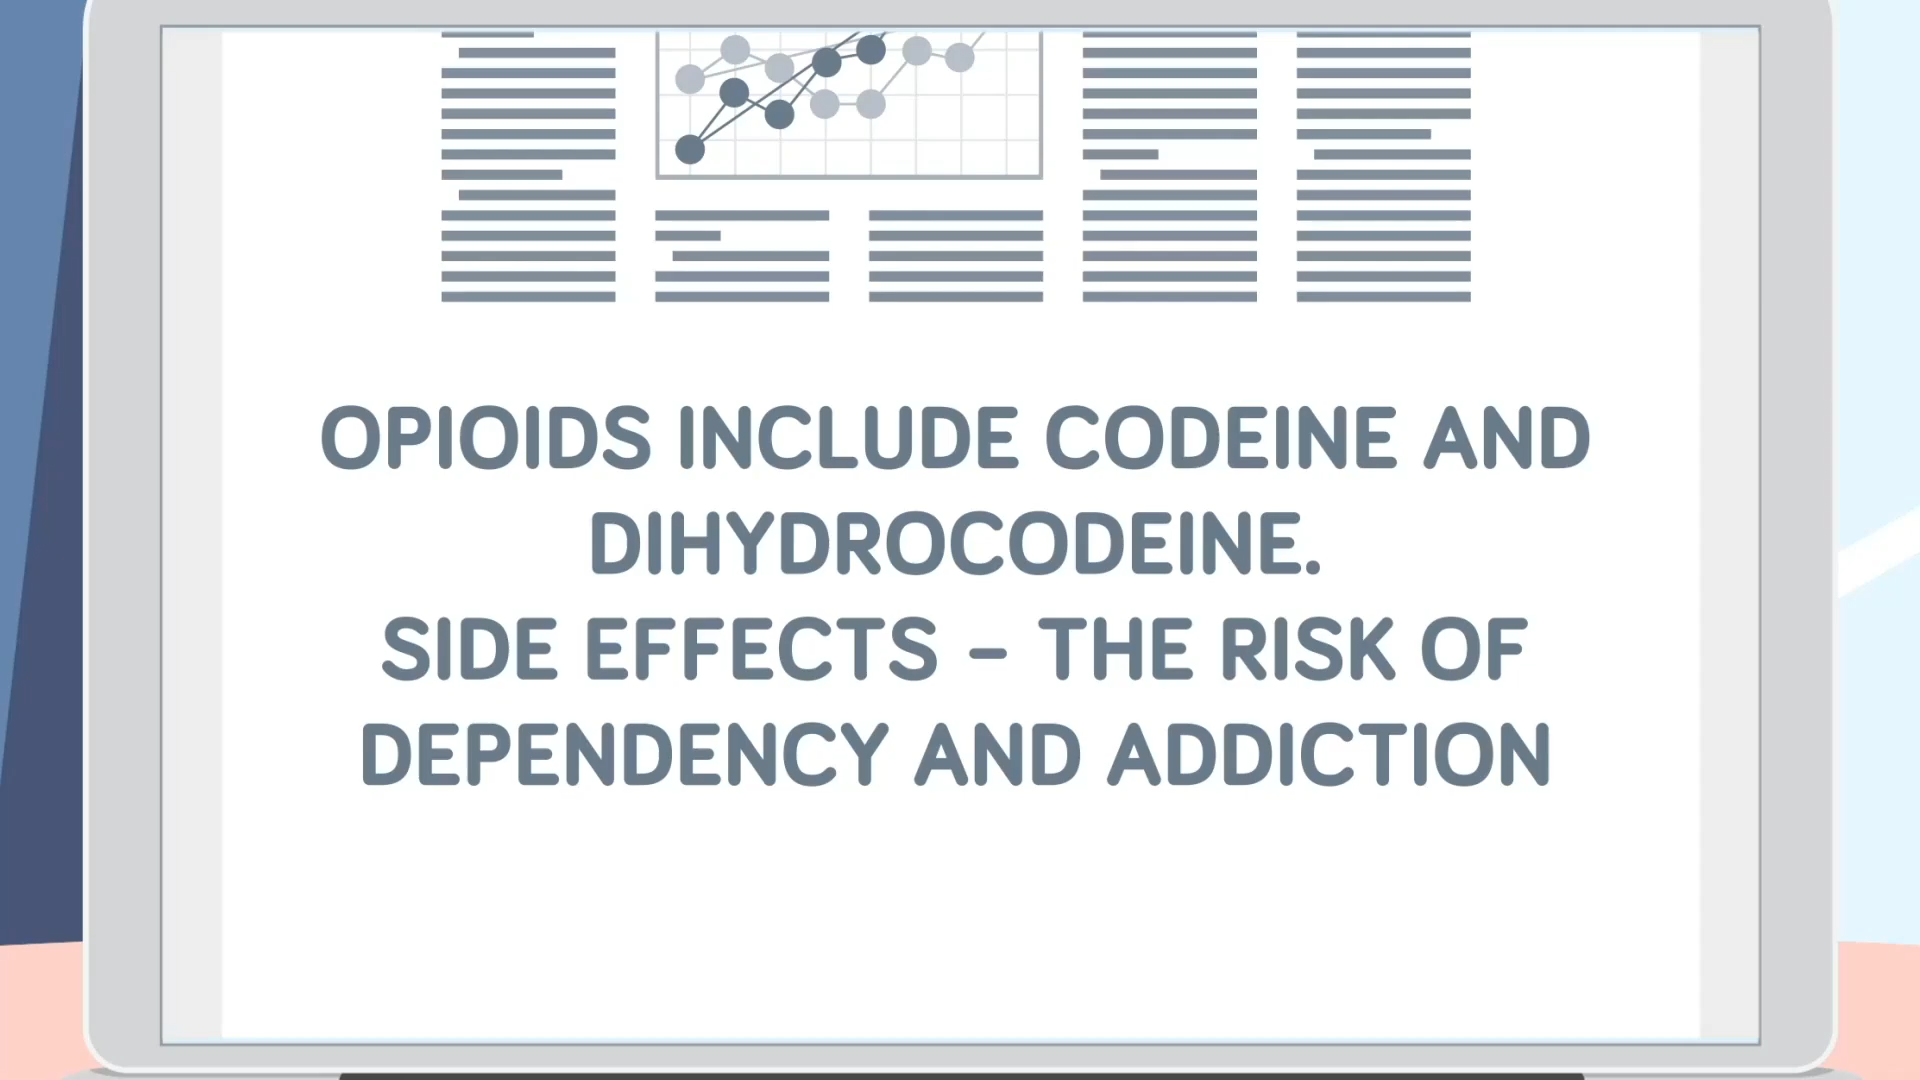 OPIOIDS INCLUDE CODEINE AND
DIHYDROCODEINE.
SIDE EFFECTS – THE RISK OF
DEPENDENCY AND ADDICTION